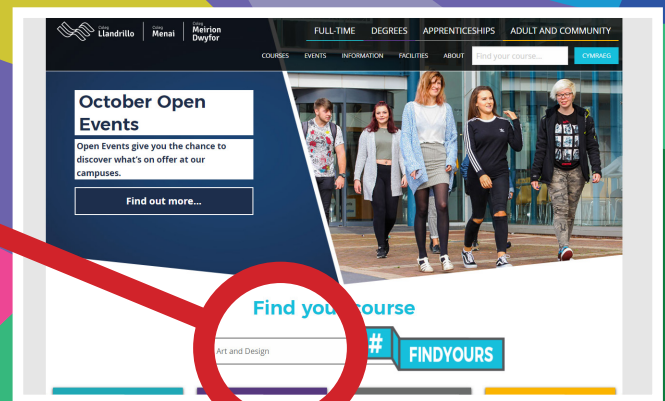 Coleg
Llandrillo
Coleg
Menai
Coleg
Meirion
Dwyfor
FULL-TIME DEGREES APPRENTICESHIPS ADULT AND COMMUNITY
COURSES EVENTS INFORMATION FACILITIES ABOUT Find your course... CYMRAEG
October Open
Events
Open Events give you the chance to
discover what's on offer at our
campuses.
Find out more...
Find your course
Art and Design
# FINDYOURS